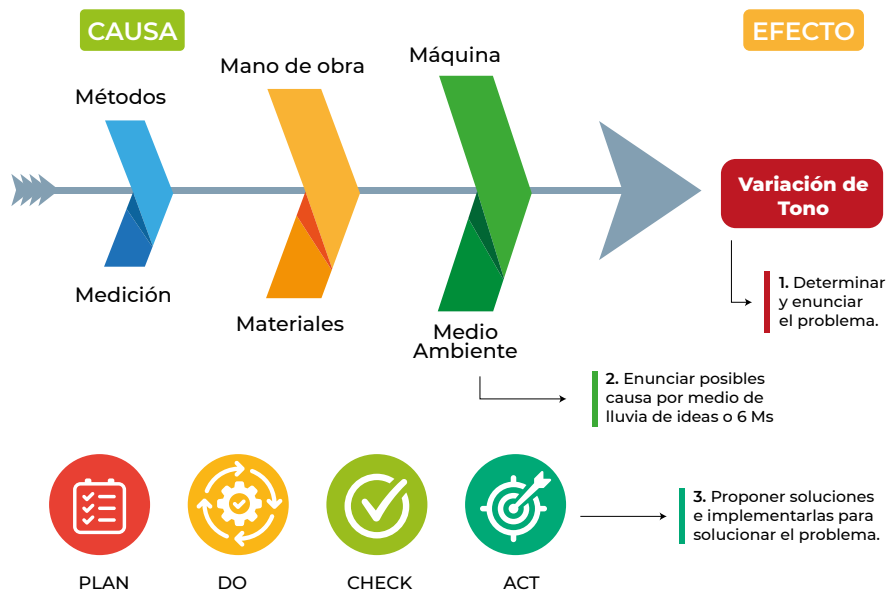 CAUSA
EFECTO
Métodos
Mano de obra
Máquina
Variación de
Tono
Medición
Materiales
Medio
Ambiente
1. Determinar
y enunciar
el problema.
2. Enunciar posibles
causa por medio de
lluvia de ideas o 6 Ms
3. Proponer soluciones
e implementarlas para
solucionar el problema.
PLAN
DO
CHECK
ACT